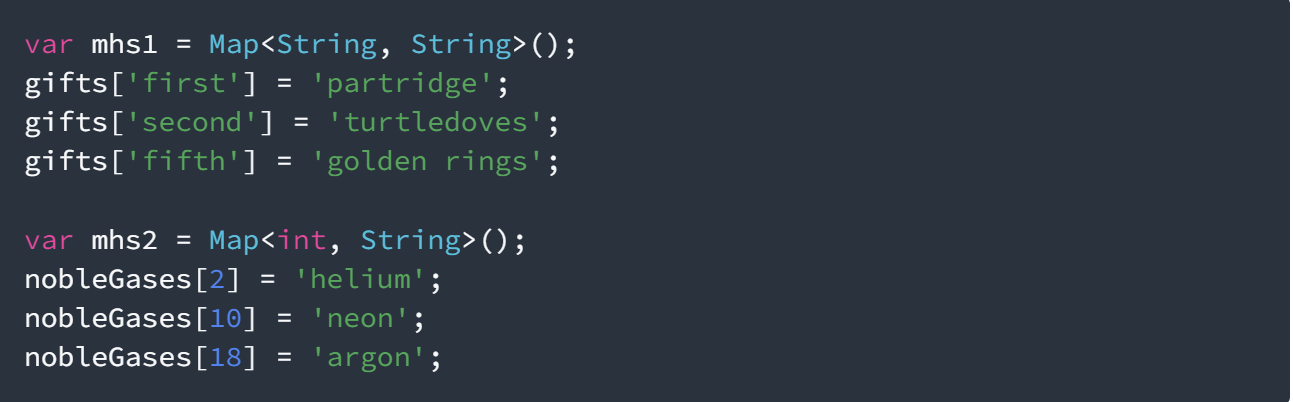 var mhs1 = Map<String, String>();
gifts['first'] = 'partridge';
gifts['second'] = 'turtledoves';
gifts['fifth'] = 'golden rings';
var mhs2 = Map<int, String>();
nobleGases[2] = 'helium';
nobleGases[10] = 'neon';
nobleGases[18] = 'argon';